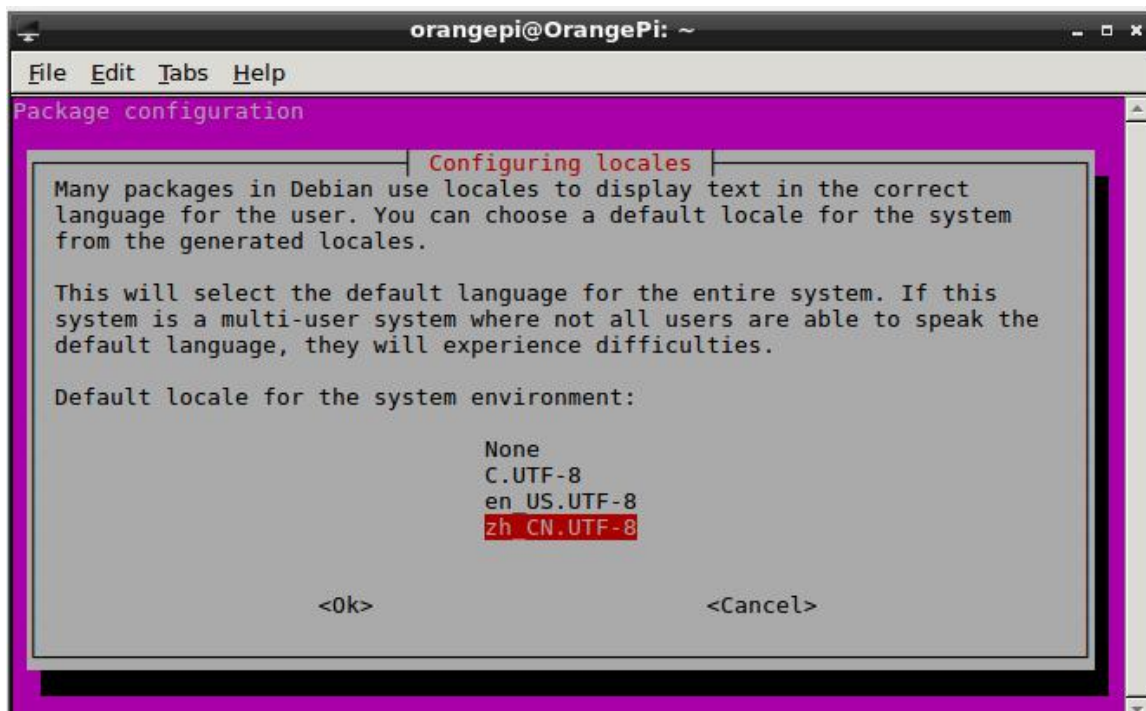 orangepi@OrangePi: ~
File Edit Tabs Help
Package configuration
Configuring locales
Many packages in Debian use locales to display text in the correct
language for the user. You can choose a default locale for the system
from the generated locales.
This will select the default language for the entire system. If this
system is a multi-user system where not all users are able to speak the
default language, they will experience difficulties.
Default locale for the system environment:
None
C.UTF-8
en_US.UTF-8
zh_CN.UTF-8
<Ok> <Cancel>